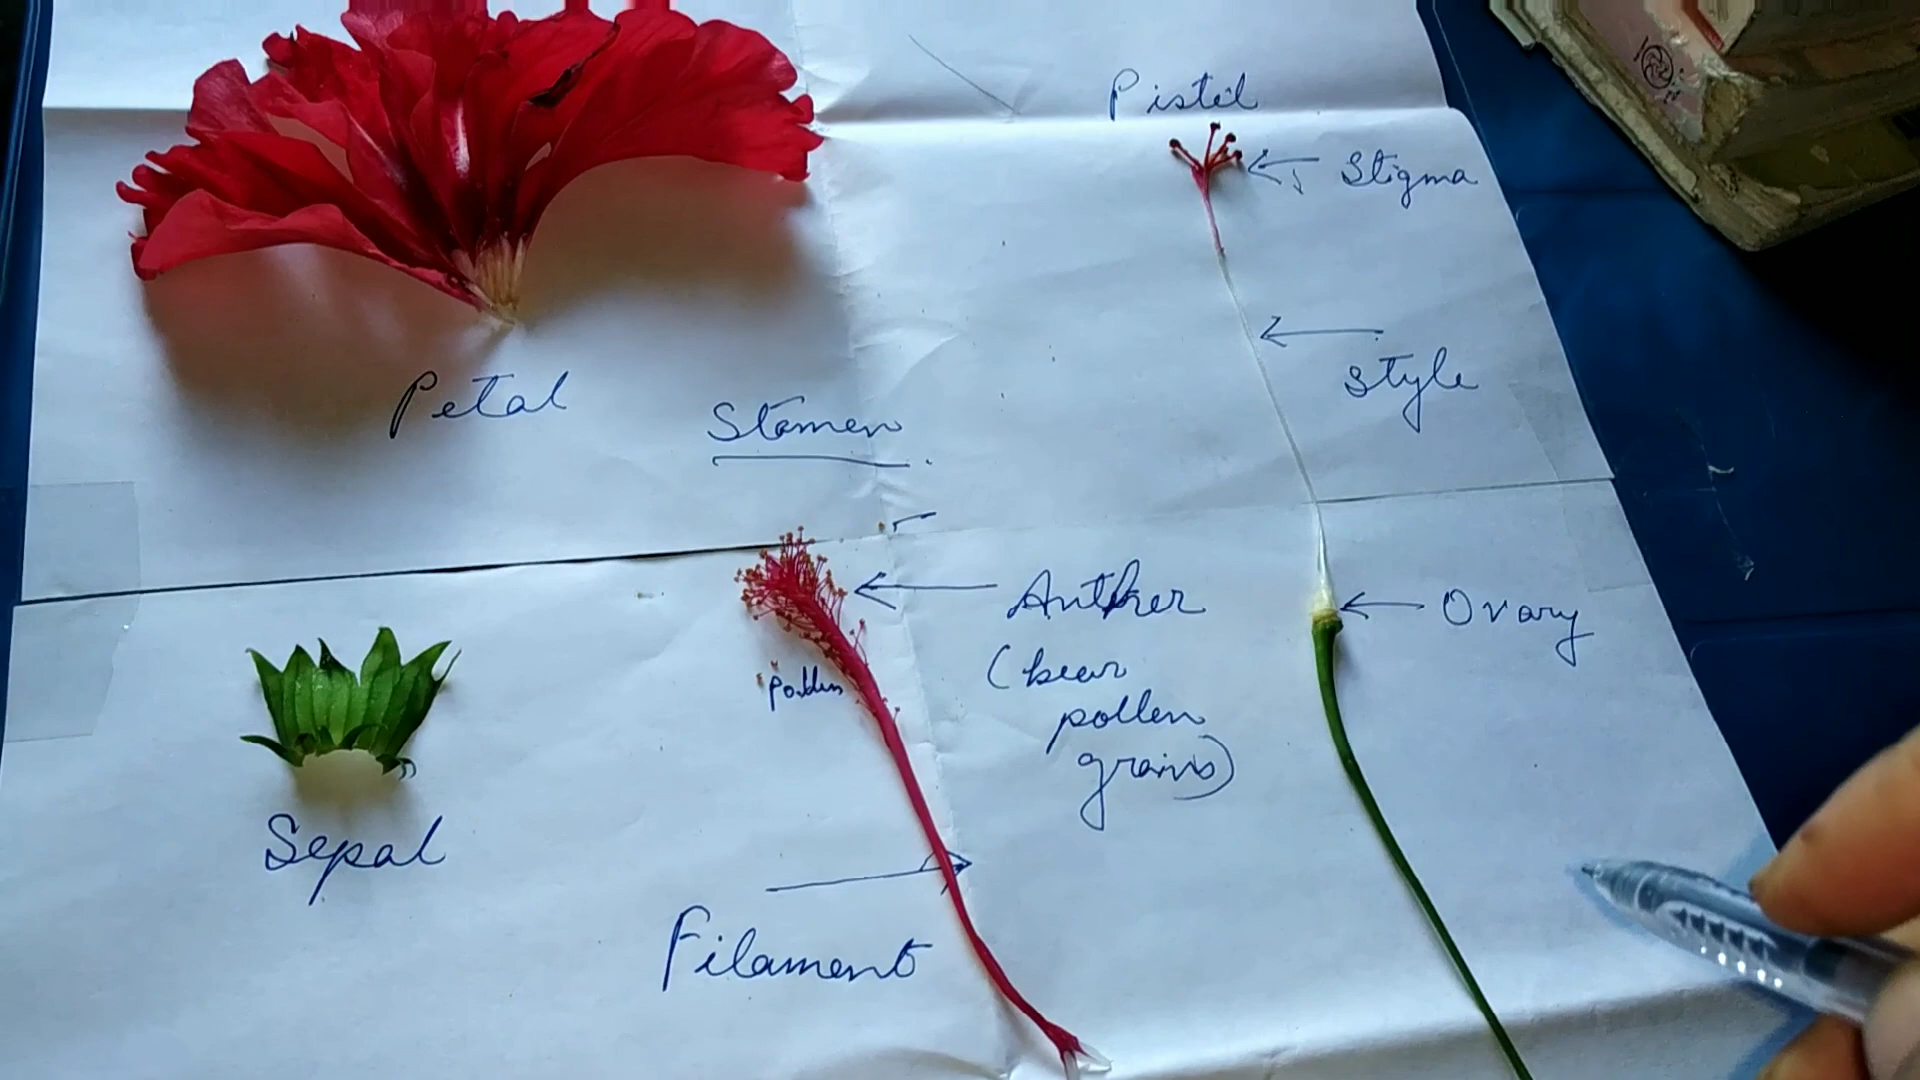 Pistil
Stigma
Style
Petal
Stamen
Anther
(bear
pollen
grains)
Ovary
Pollen
Sepal
Filament